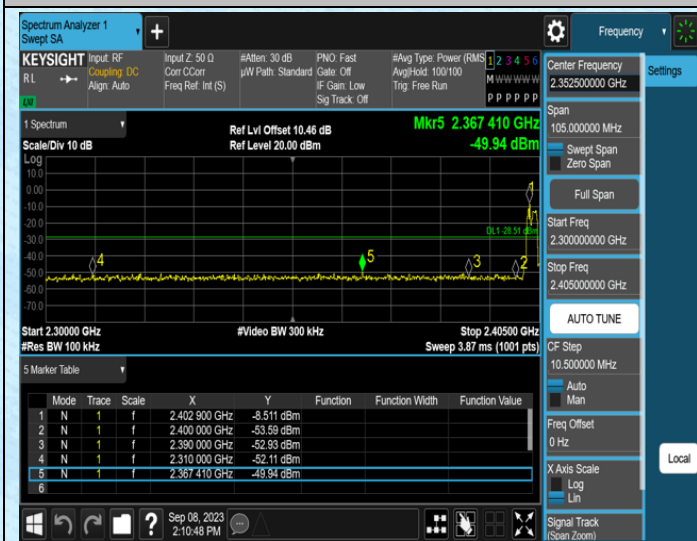 Spectrum Analyzer 1
Swept SA
+
Frequency
KEYSIGHT Input: RF
RL
Coupling: DC
Align: Auto
LXI
Input Z: 50 Ω
Corr CCorr
Freq Ref: Int (S)
#Atten: 30 dB
µW Path: Standard
PNO: Fast
Gate: Off
IF Gain: Low
Sig Track: Off
#Avg Type: Power (RMS
Avg|Hold: 100/100
Trig: Free Run
1 2 3 4 5 6
M W W W W W
P P P P P P
1 Spectrum
Scale/Div 10 dB
Ref Lvl Offset 10.46 dB
Ref Level 20.00 dBm
Mkr5 2.367 410 GHz
-49.94 dBm
Log
10.0
0.00
-10.0
-20.0
-30.0
-40.0
-50.0
-60.0
-70.0
1
DL1 -28.51 dBm
4
5
3
2
Start 2.30000 GHz
#Res BW 100 kHz
#Video BW 300 kHz
Stop 2.40500 GHz
Sweep 3.87 ms (1001 pts)
5 Marker Table
Mode Trace Scale X Y Function Function Width Function Value
1 N 1 f 2.402 900 GHz -8.511 dBm
2 N 1 f 2.400 000 GHz -53.59 dBm
3 N 1 f 2.390 000 GHz -52.93 dBm
4 N 1 f 2.310 000 GHz -52.11 dBm
5 N 1 f 2.367 410 GHz -49.94 dBm
6
?
Sep 08, 2023
2:10:48 PM
Center Frequency
2.352500000 GHz
Settings
Span
105.000000 MHz
Swept Span
Zero Span
Full Span
Start Freq
2.300000000 GHz
Stop Freq
2.405000000 GHz
AUTO TUNE
CF Step
10.500000 MHz
Auto
Man
Freq Offset
0 Hz
Local
X Axis Scale
Log
Lin
Signal Track
(Span Zoom)